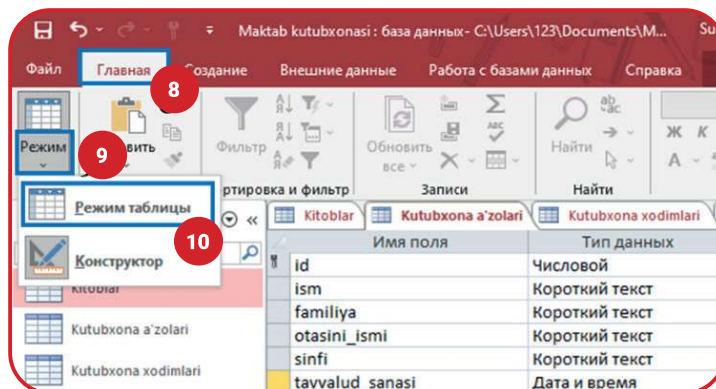 Maktab kutubxonasi : база данных- C:\Users\123\Documents\M... Su
Файл Главная Создание Внешние данные Работа с базами данных Справка
8
Режим
9
Фильтр
Обновить все
Найти
Ж К
А
Записи
Найти
Режим таблицы
10
Конструктор
Kitoblar
Kutubxona a'zolari
Kutubxona xodimlari
Kitoblar Kutubxona a'zolari Kutubxona xodimlari
Имя поля Тип данных
id Числовой
ism Короткий текст
familiya Короткий текст
otasini_ismi Короткий текст
sinfi Короткий текст
tavvalud_sanasi Дата и время